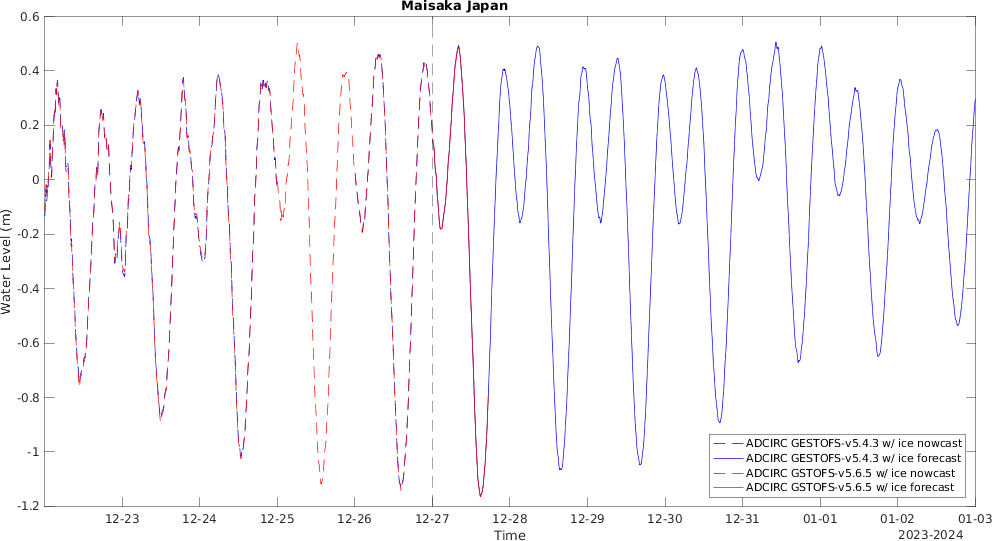 Maisaka Japan
0.6
0.4
0.2
0
-0.2
-0.4
-0.6
-0.8
-1
-1.2
Water Level (m)
12-23 12-24 12-25 12-26 12-27 12-28 12-29 12-30 12-31 01-01 01-02 01-03
Time
2023-2024
ADCIRC GESTOFS-v5.4.3 w/ ice nowcast
ADCIRC GESTOFS-v5.4.3 w/ ice forecast
ADCIRC GSTOFS-v5.6.5 w/ ice nowcast
ADCIRC GSTOFS-v5.6.5 w/ ice forecast